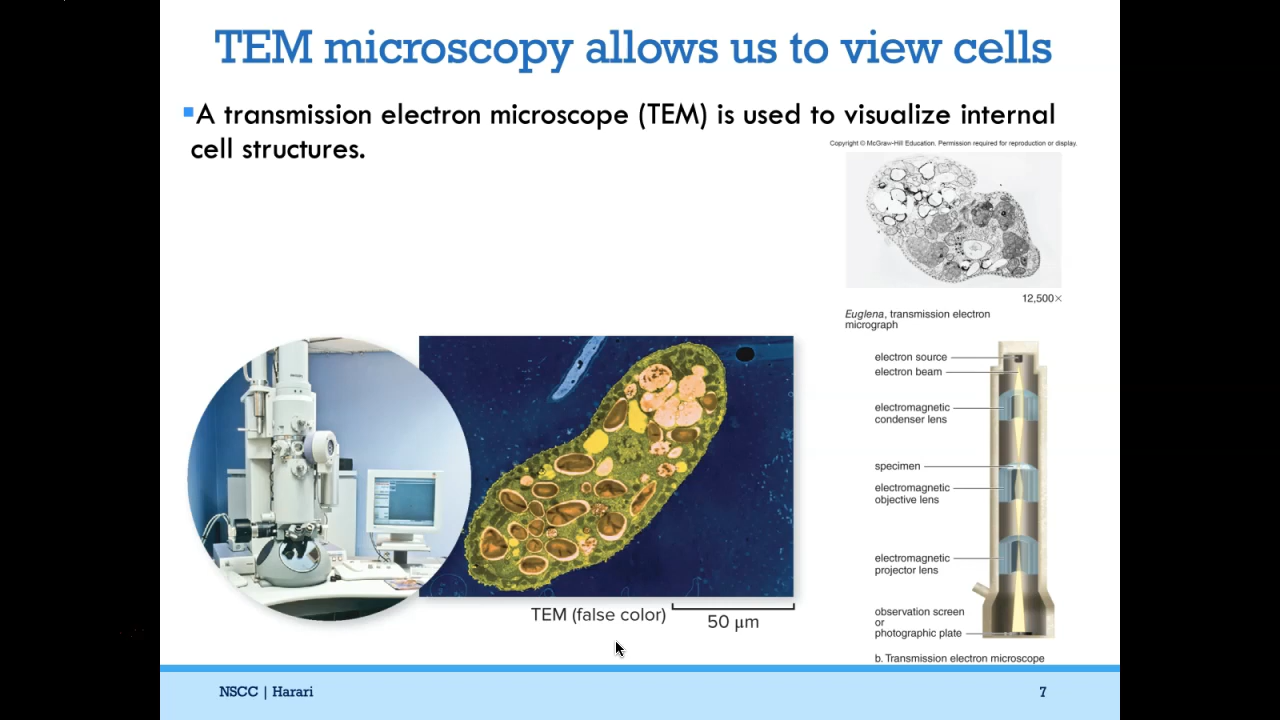 TEM microscopy allows us to view cells
▪A transmission electron microscope (TEM) is used to visualize internal
cell structures.
Copyright © McGraw-Hill Education. Permission required for reproduction or display.
12,500×
Euglena, transmission electron
micrograph
electron source
electron beam
electromagnetic
condenser lens
specimen
electromagnetic
objective lens
electromagnetic
projector lens
observation screen
or
photographic plate
b. Transmission electron microscope
TEM (false color)
50 µm
NSCC | Harari
7